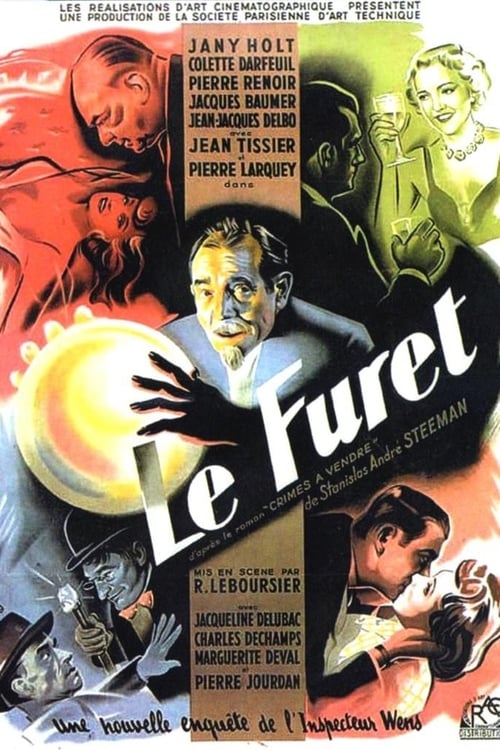 LES RÉALISATIONS D'ART CINÉMATOGRAPHIQUE PRÉSENTENT
UNE PRODUCTION DE LA SOCIÉTÉ PARISIENNE D'ART TECHNIQUE
JANY HOLT
COLETTE DARFEUIL
PIERRE RENOIR
JACQUES BAUMER
JEAN-JACQUES DELBO
avec
JEAN TISSIER
et
PIERRE LARQUEY
dans
Le Furet
d'après le roman "CRIMES A VENDRE"
de Stanislas André STEEMAN
MIS EN SCENE PAR
R. LEBOURSIER
avec
JACQUELINE DELUBAC
CHARLES DECHAMPS
MARGUERITE DEVAL
et
PIERRE JOURDAN
une nouvelle enquête de l'Inspecteur Wens
RAC